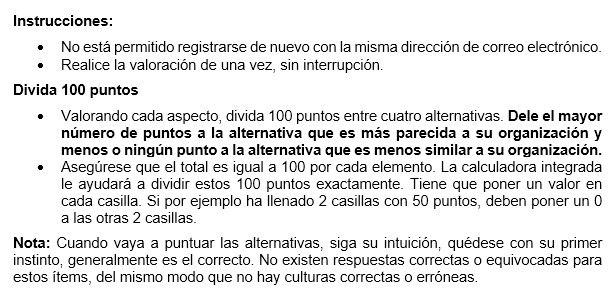 Instrucciones:
• No está permitido registrarse de nuevo con la misma dirección de correo electrónico.
• Realice la valoración de una vez, sin interrupción.
Divida 100 puntos
• Valorando cada aspecto, divida 100 puntos entre cuatro alternativas. Dele el mayor
número de puntos a la alternativa que es más parecida a su organización y
menos o ningún punto a la alternativa que es menos similar a su organización.
• Asegúrese que el total es igual a 100 por cada elemento. La calculadora integrada
le ayudará a dividir estos 100 puntos exactamente. Tiene que poner un valor en
cada casilla. Si por ejemplo ha llenado 2 casillas con 50 puntos, deben poner un 0
a las otras 2 casillas.
Nota: Cuando vaya a puntuar las alternativas, siga su intuición, quédese con su primer
instinto, generalmente es el correcto. No existen respuestas correctas o equivocadas para
estos ítems, del mismo modo que no hay culturas correctas o erróneas.